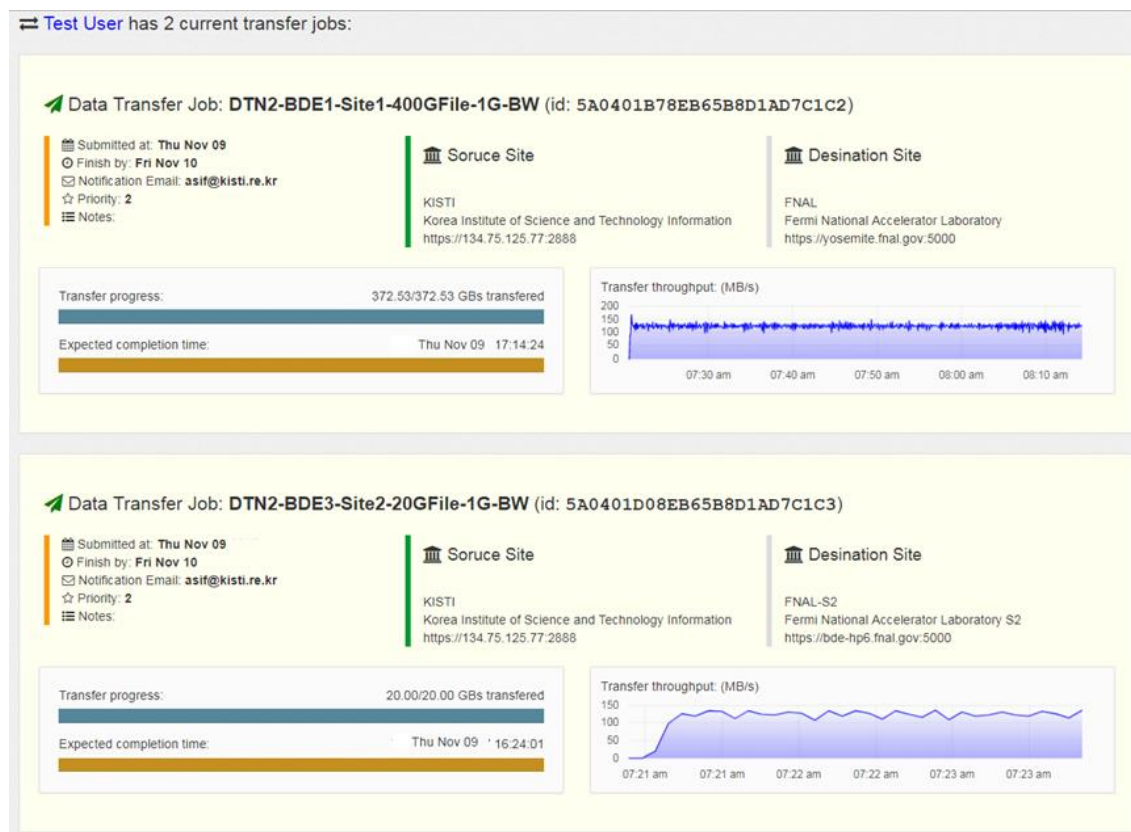 Test User has 2 current transfer jobs:
Data Transfer Job: DTN2-BDE1-Site1-400GFile-1G-BW (id: 5A0401B78EB65B8D1AD7C1C2)
Submitted at: Thu Nov 09
Finish by: Fri Nov 10
Notification Email: asif@kisti.re.kr
Priority: 2
Notes:
Soruce Site
KISTI
Korea Institute of Science and Technology Information
https://134.75.125.77:2888
Desination Site
FNAL
Fermi National Accelerator Laboratory
https://yosemite.fnal.gov:5000
Transfer progress: 372.53/372.53 GBs transfered
Expected completion time: Thu Nov 09 17:14:24
Transfer throughput: (MB/s)
200
150
100
50
0
07:30 am 07:40 am 07:50 am 08:00 am 08:10 am
Data Transfer Job: DTN2-BDE3-Site2-20GFile-1G-BW (id: 5A0401D08EB65B8D1AD7C1C3)
Submitted at: Thu Nov 09
Finish by: Fri Nov 10
Notification Email: asif@kisti.re.kr
Priority: 2
Notes:
Soruce Site
KISTI
Korea Institute of Science and Technology Information
https://134.75.125.77:2888
Desination Site
FNAL-S2
Fermi National Accelerator Laboratory S2
https://bde-hp6.fnal.gov:5000
Transfer progress: 20.00/20.00 GBs transfered
Expected completion time: Thu Nov 09 16:24:01
Transfer throughput: (MB/s)
150
100
50
0
07:21 am 07:21 am 07:22 am 07:22 am 07:23 am 07:23 am